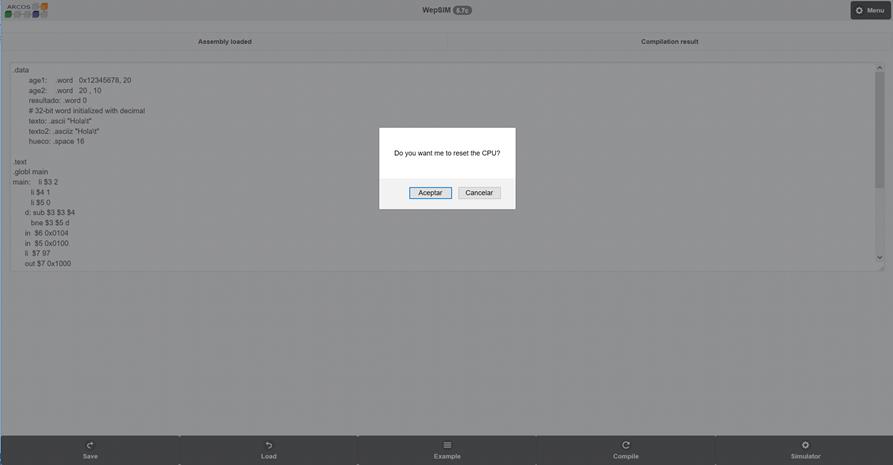 ARCOS
WepSIM 5.7c
Menu
Assembly loaded
Compilation result
.data
age1: .word 0x12345678, 20
age2: .word 20 , 10
resultado: .word 0
# 32-bit word initialized with decimal
texto: .ascii "Hola\t"
texto2: .asciiz "Hola\t"
hueco: .space 16
.text
.globl main
main: li $3 2
li $4 1
li $5 0
d: sub $3 $3 $4
bne $3 $5 d
in $6 0x0104
in $5 0x0100
li $7 97
out $7 0x1000
Do you want me to reset the CPU?
Aceptar
Cancelar
Save
Load
Example
Compile
Simulator